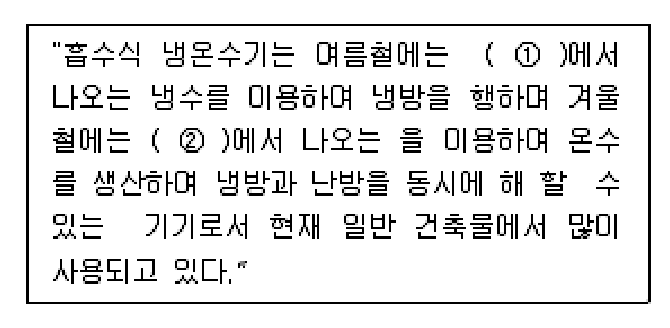 "흡수식 냉온수기는 여름철에는 ( ① )에서
나오는 냉수를 이용하여 냉방을 행하며 겨울
철에는 ( ② )에서 나오는 을 이용하여 온수
를 생산하여 냉방과 난방을 동시에 해 할 수
있는 기기로서 현재 일반 건축물에서 많이
사용되고 있다."